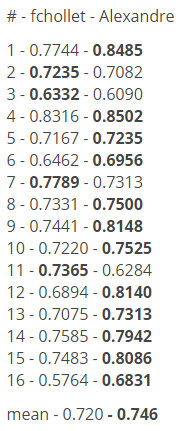 # - fchollet - Alexandre
1 - 0.7744 - 0.8485
2 - 0.7235 - 0.7082
3 - 0.6332 - 0.6090
4 - 0.8316 - 0.8502
5 - 0.7167 - 0.7235
6 - 0.6462 - 0.6956
7 - 0.7789 - 0.7313
8 - 0.7331 - 0.7500
9 - 0.7441 - 0.8148
10 - 0.7220 - 0.7525
11 - 0.7365 - 0.6284
12 - 0.6894 - 0.8140
13 - 0.7075 - 0.7313
14 - 0.7585 - 0.7942
15 - 0.7483 - 0.8086
16 - 0.5764 - 0.6831
mean - 0.720 - 0.746